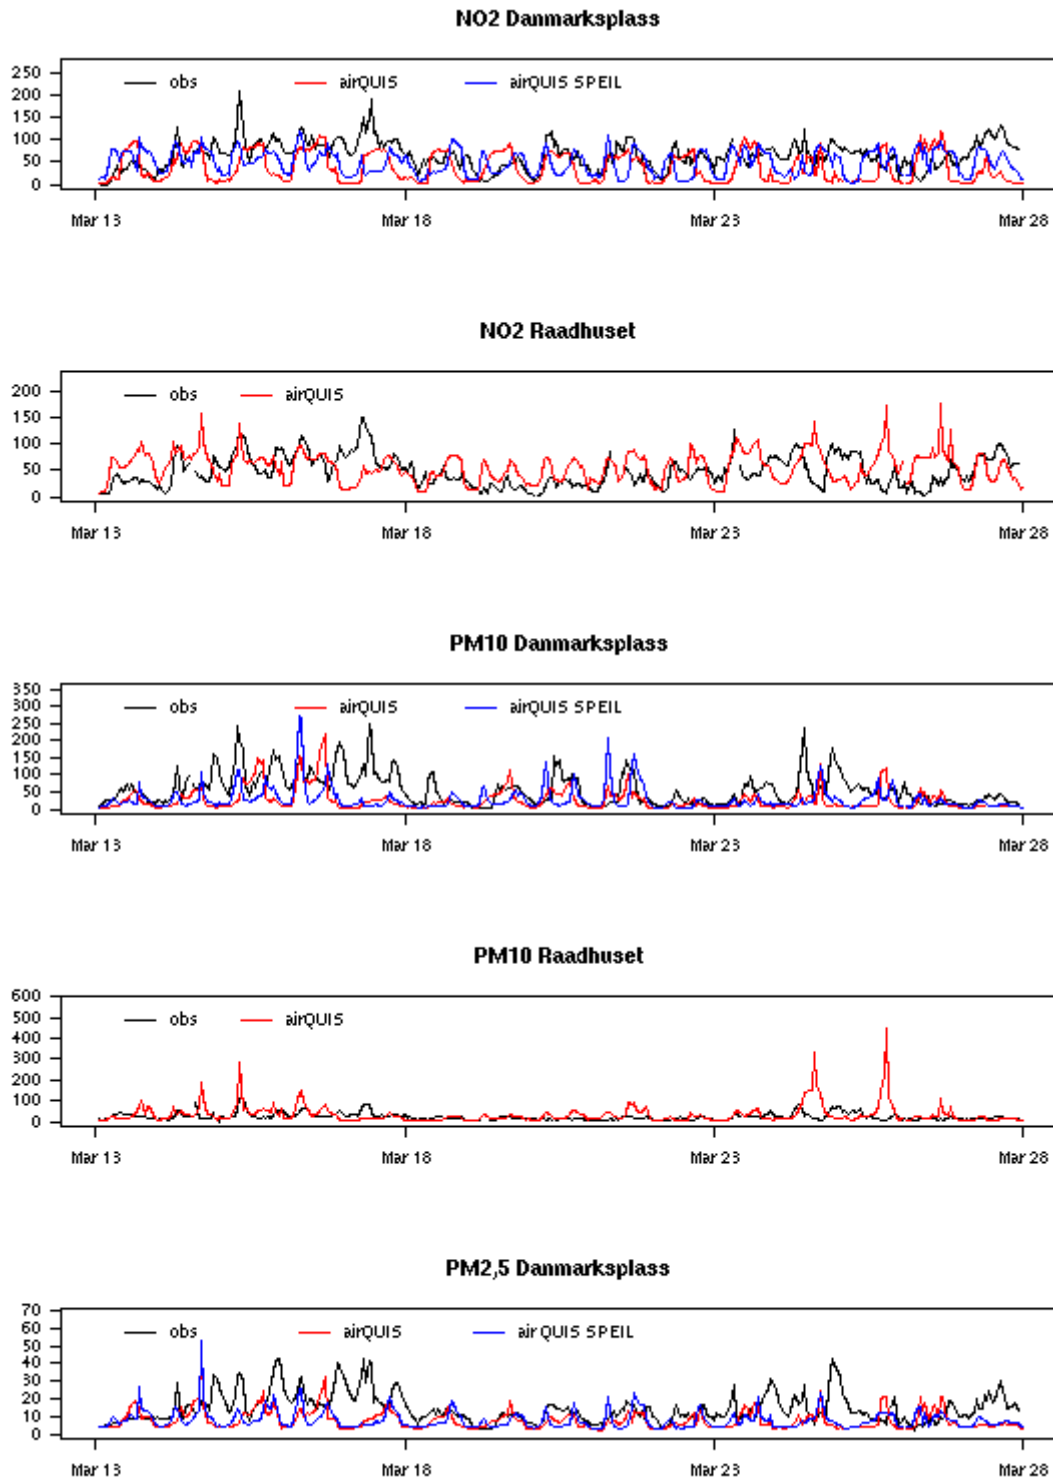 NO2 Danmarksplass
250
200
150
100
50
0
obs airQUIS airQUIS SPEIL
Mar 13 Mar 18 Mar 23 Mar 28
NO2 Raadhuset
200
150
100
50
0
obs airQUIS
Mar 13 Mar 18 Mar 23 Mar 28
PM10 Danmarksplass
350
300
250
200
150
100
50
0
obs airQUIS airQUIS SPEIL
Mar 13 Mar 18 Mar 23 Mar 28
PM10 Raadhuset
600
500
400
300
200
100
0
obs airQUIS
Mar 13 Mar 18 Mar 23 Mar 28
PM2,5 Danmarksplass
70
60
50
40
30
20
10
0
obs airQUIS airQUIS SPEIL
Mar 13 Mar 18 Mar 23 Mar 28